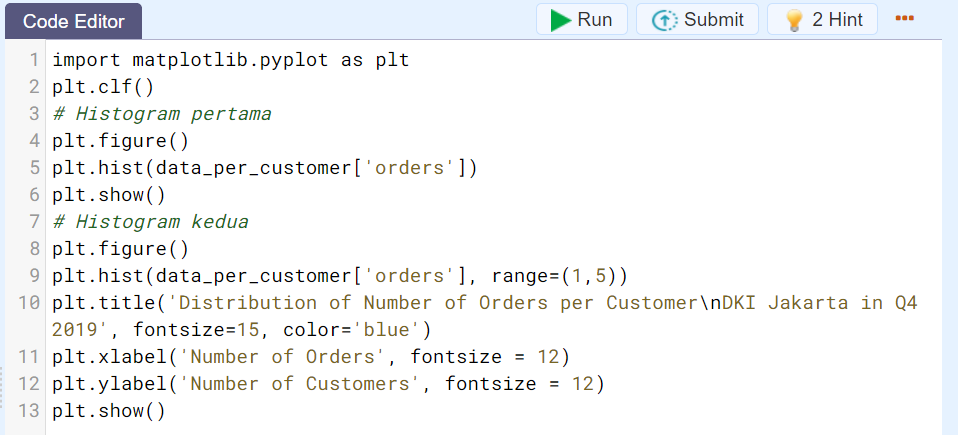 Code Editor
Run
Submit
2 Hint
1 import matplotlib.pyplot as plt
2 plt.clf()
3 # Histogram pertama
4 plt.figure()
5 plt.hist(data_per_customer['orders'])
6 plt.show()
7 # Histogram kedua
8 plt.figure()
9 plt.hist(data_per_customer['orders'], range=(1,5))
10 plt.title('Distribution of Number of Orders per Customer\nDKI Jakarta in Q4
2019', fontsize=15, color='blue')
11 plt.xlabel('Number of Orders', fontsize = 12)
12 plt.ylabel('Number of Customers', fontsize = 12)
13 plt.show()